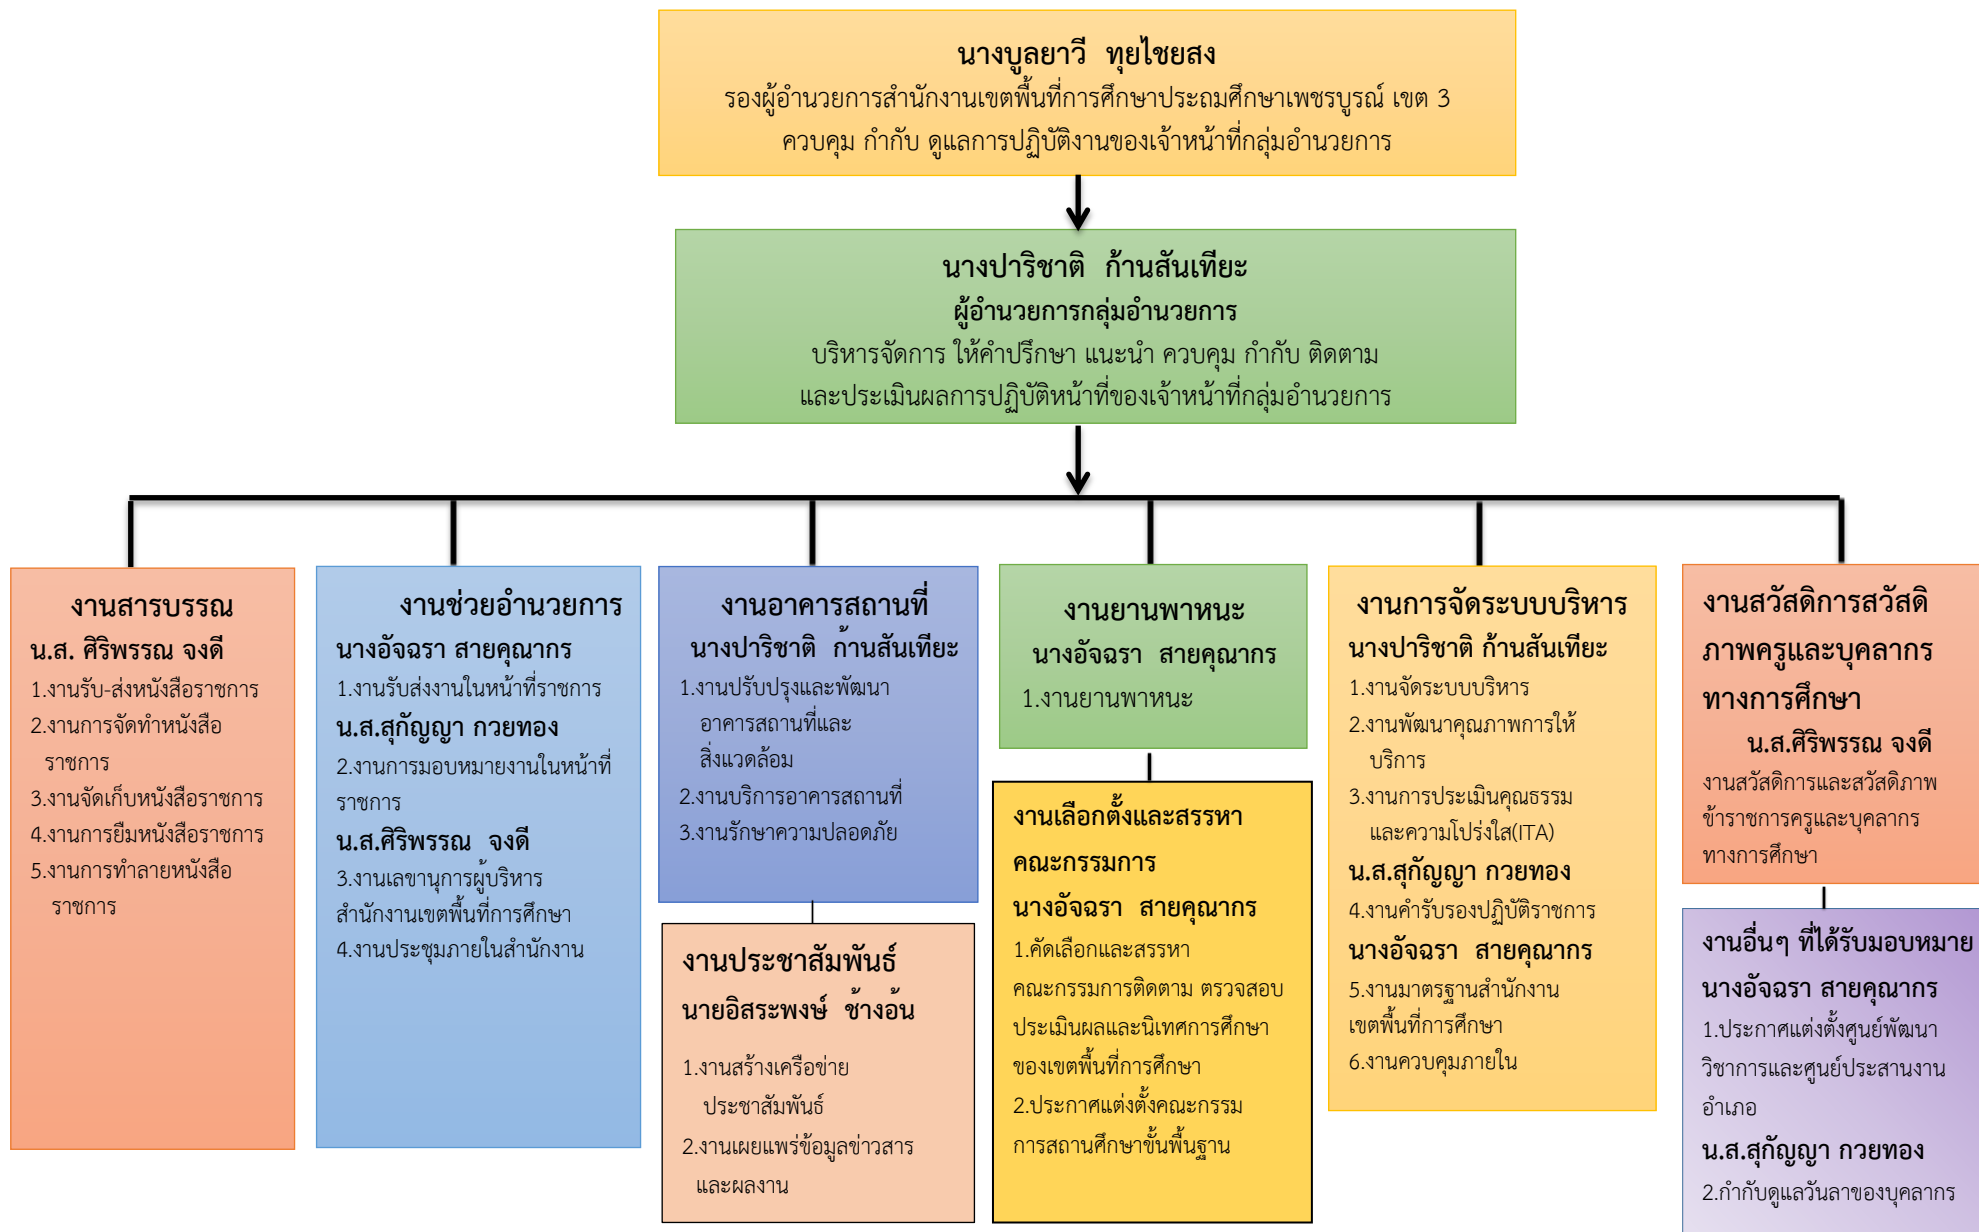 นางบูลยาวี  ทุยไชยสง
รองผู้อำนวยการสำนักงานเขตพื้นที่การศึกษาประถมศึกษาเพชรบูรณ์ เขต 3
ควบคุม กำกับ ดูแลการปฏิบัติงานของเจ้าหน้าที่กลุ่มอำนวยการ
นางปาริชาติ  ก้านสันเทียะ
ผู้อำนวยการกลุ่มอำนวยการ
บริหารจัดการ ให้คำปรึกษา แนะนำ ควบคุม กำกับ ติดตาม
และประเมินผลการปฏิบัติหน้าที่ของเจ้าหน้าที่กลุ่มอำนวยการ
งานสารบรรณ
น.ส. ศิริพรรณ จงดี
1.งานรับ-ส่งหนังสือราชการ
2.งานการจัดทำหนังสือ
ราชการ
3.งานจัดเก็บหนังสือราชการ
4.งานการยืมหนังสือราชการ
5.งานการทำลายหนังสือ
ราชการ
งานช่วยอำนวยการ
นางอัจฉรา สายคุณากร
1.งานรับส่งงานในหน้าที่ราชการ
น.ส.สุกัญญา กวยทอง
2.งานการมอบหมายงานในหน้าที่
ราชการ
น.ส.ศิริพรรณ  จงดี
3.งานเลขานุการผู้บริหาร
สำนักงานเขตพื้นที่การศึกษา
4.งานประชุมภายในสำนักงาน
งานอาคารสถานที่
นางปาริชาติ  ก้านสันเทียะ
1.งานปรับปรุงและพัฒนา
อาคารสถานที่และ
สิ่งแวดล้อม
2.งานบริการอาคารสถานที่
3.งานรักษาความปลอดภัย
งานประชาสัมพันธ์
นายอิสระพงษ์  ช้างอ้น
1.งานสร้างเครือข่าย
ประชาสัมพันธ์
2.งานเผยแพร่ข้อมูลข่าวสาร
และผลงาน
งานยานพาหนะ
นางอัจฉรา  สายคุณากร
1.งานยานพาหนะ
งานเลือกตั้งและสรรหา
คณะกรรมการ
นางอัจฉรา  สายคุณากร
1.คัดเลือกและสรรหา
คณะกรรมการติดตาม ตรวจสอบ
ประเมินผลและนิเทศการศึกษา
ของเขตพื้นที่การศึกษา
2.ประกาศแต่งตั้งคณะกรรม
การสถานศึกษาขั้นพื้นฐาน
งานการจัดระบบบริหาร
นางปาริชาติ ก้านสันเทียะ
1.งานจัดระบบบริหาร
2.งานพัฒนาคุณภาพการให้
บริการ
3.งานการประเมินคุณธรรม
และความโปร่งใส(ITA)
น.ส.สุกัญญา กวยทอง
4.งานคำรับรองปฏิบัติราชการ
นางอัจฉรา  สายคุณากร
5.งานมาตรฐานสำนักงาน
เขตพื้นที่การศึกษา
6.งานควบคุมภายใน
งานสวัสดิการสวัสดิ
ภาพครูและบุคลากร
ทางการศึกษา
น.ส.ศิริพรรณ จงดี
งานสวัสดิการและสวัสดิภาพ
ข้าราชการครูและบุคลากร
ทางการศึกษา
งานอื่นๆ ที่ได้รับมอบหมาย
นางอัจฉรา สายคุณากร
1.ประกาศแต่งตั้งศูนย์พัฒนา
วิชาการและศูนย์ประสานงาน
อำเภอ
น.ส.สุกัญญา กวยทอง
2.กำกับดูแลวันลาของบุคลากร